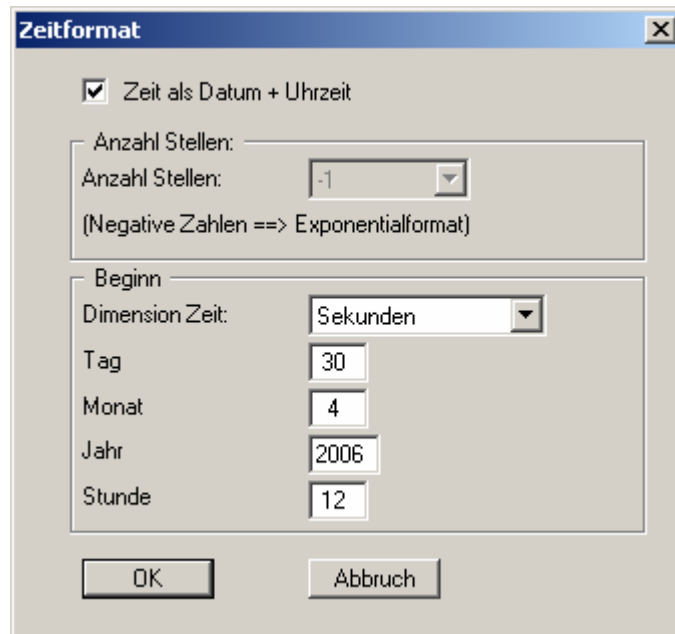 Zeitformat
Zeit als Datum + Uhrzeit
Anzahl Stellen:
Anzahl Stellen: -1
(Negative Zahlen ==> Exponentialformat)
Beginn
Dimension Zeit: Sekunden
Tag 30
Monat 4
Jahr 2006
Stunde 12
OK Abbruch